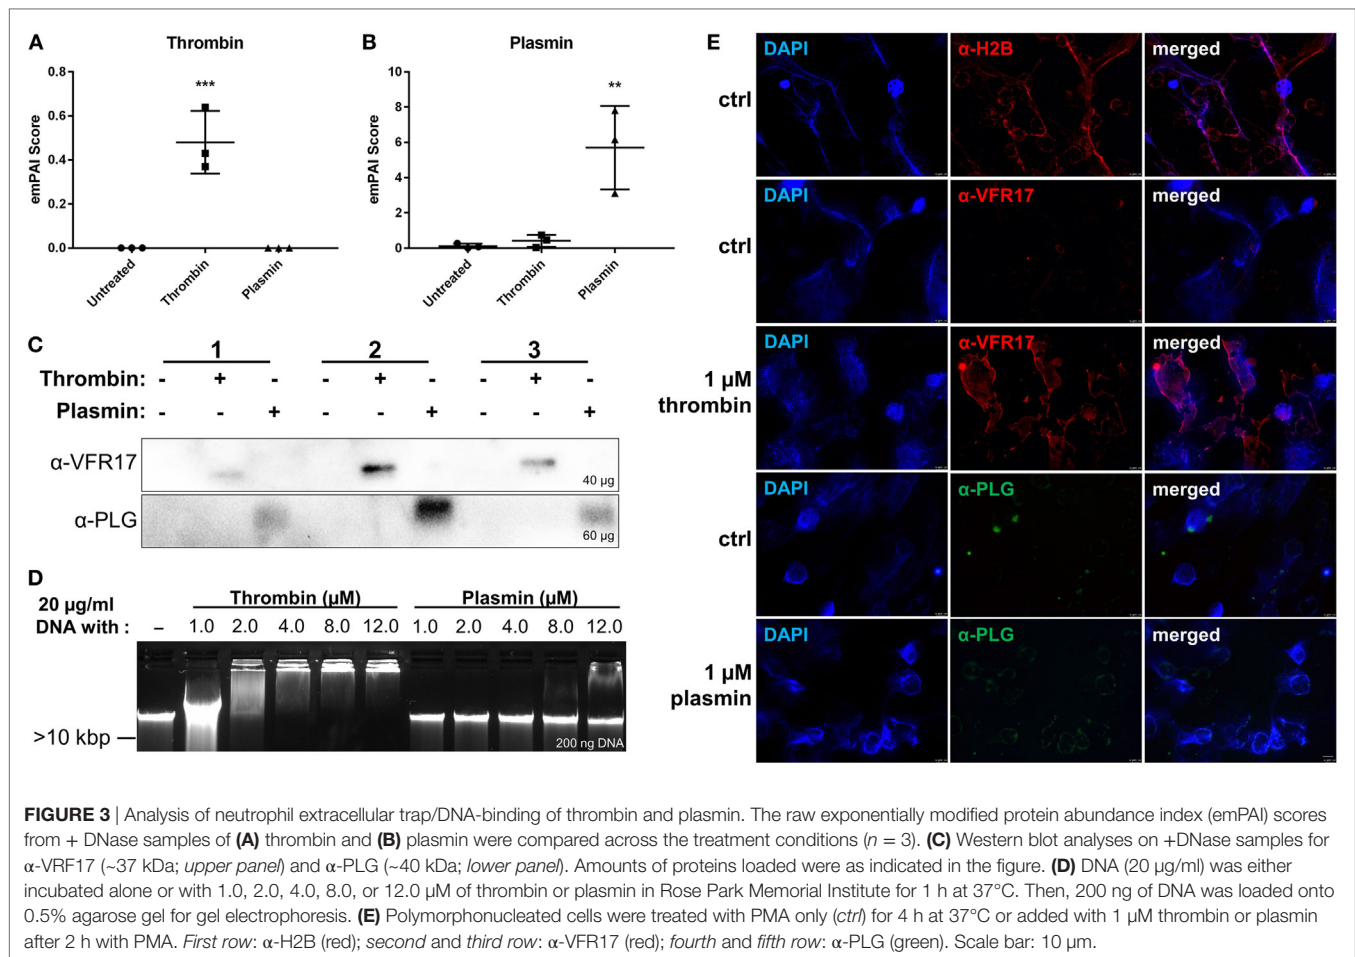 A
Thrombin
emPAI Score
0.8
0.6
0.4
0.2
0.0
***
Untreated
Thrombin
Plasmin
B
Plasmin
emPAI Score
10
8
6
4
2
0
**
Untreated
Thrombin
Plasmin
C
1 2 3
Thrombin: - + - - + - - + -
Plasmin: - - + - - + - - +
α-VFR17
40 µg
α-PLG
60 µg
D
20 µg/ml
DNA with :
Thrombin (µM) Plasmin (µM)
– 1.0 2.0 4.0 8.0 12.0 1.0 2.0 4.0 8.0 12.0
>10 kbp
200 ng DNA
E
ctrl
DAPI α-H2B merged
ctrl
DAPI α-VFR17 merged
1 µM
thrombin
DAPI α-VFR17 merged
ctrl
DAPI α-PLG merged
1 µM
plasmin
DAPI α-PLG merged
FIGURE 3 | Analysis of neutrophil extracellular trap/DNA-binding of thrombin and plasmin. The raw exponentially modified protein abundance index (emPAI) scores
from + DNase samples of (A) thrombin and (B) plasmin were compared across the treatment conditions (n = 3). (C) Western blot analyses on +DNase samples for
α-VRF17 (~37 kDa; upper panel) and α-PLG (~40 kDa; lower panel). Amounts of proteins loaded were as indicated in the figure. (D) DNA (20 µg/ml) was either
incubated alone or with 1.0, 2.0, 4.0, 8.0, or 12.0 µM of thrombin or plasmin in Rose Park Memorial Institute for 1 h at 37°C. Then, 200 ng of DNA was loaded onto
0.5% agarose gel for gel electrophoresis. (E) Polymorphonucleated cells were treated with PMA only (ctrl) for 4 h at 37°C or added with 1 µM thrombin or plasmin
after 2 h with PMA. First row: α-H2B (red); second and third row: α-VFR17 (red); fourth and fifth row: α-PLG (green). Scale bar: 10 µm.